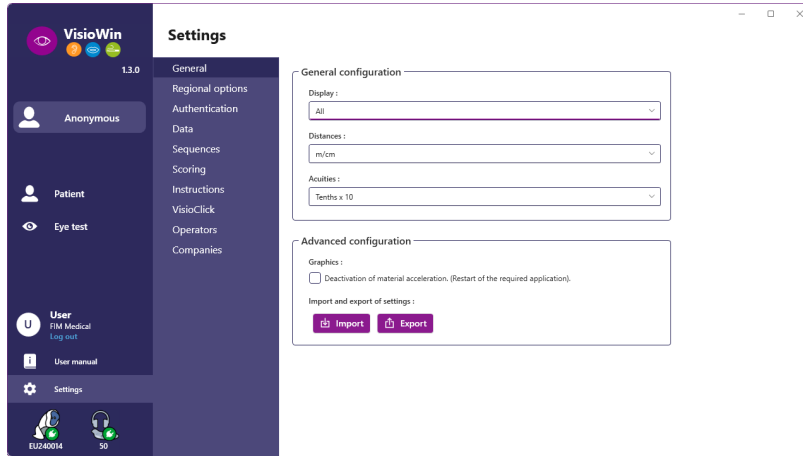 VisioWin
1.3.0
Anonymous
Patient
Eye test
U
User
FIM Medical
Log out
User manual
Settings
EU240014
50
Settings
General
Regional options
Authentication
Data
Sequences
Scoring
Instructions
VisioClick
Operators
Companies
General configuration
Display :
All
Distances :
m/cm
Acuities :
Tenths x 10
Advanced configuration
Graphics :
Deactivation of material acceleration. (Restart of the required application).
Import and export of settings :
Import
Export